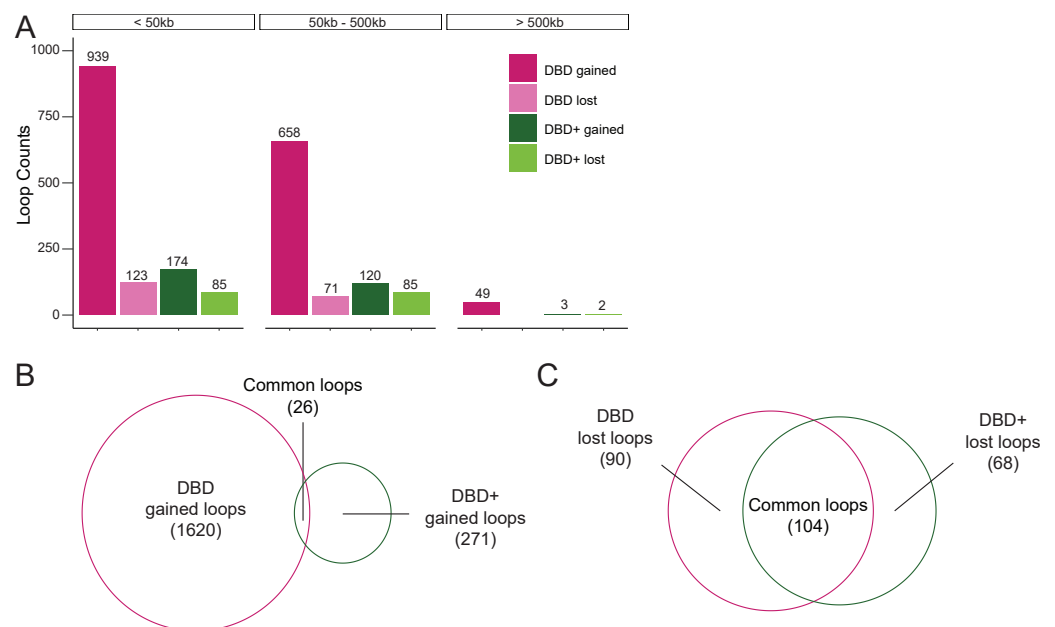 A
< 50kb
50kb - 500kb
> 500kb
Loop Counts
1000
750
500
250
0
939
123
174
85
658
71
120
85
49
3
2
DBD gained
DBD lost
DBD+ gained
DBD+ lost
B
Common loops
(26)
DBD
gained loops
(1620)
DBD+
gained loops
(271)
C
DBD
lost loops
(90)
Common loops
(104)
DBD+
lost loops
(68)